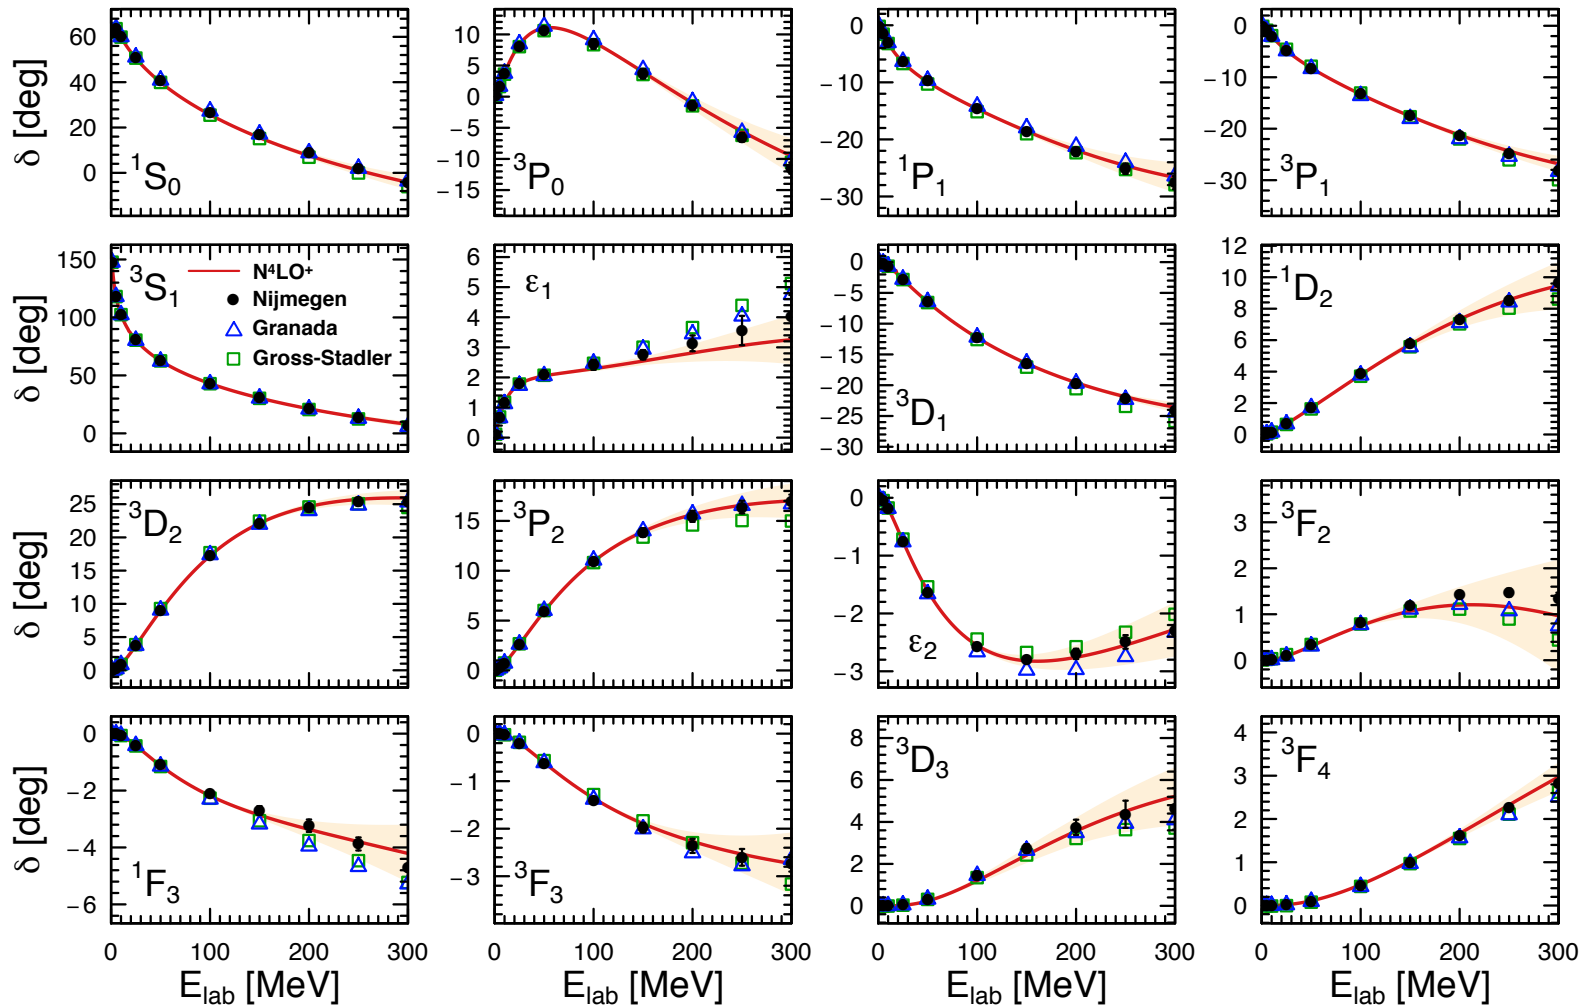 δ [deg]
60
40
20
0
¹S₀
10
5
0
−5
−10
−15
³P₀
0
−10
−20
−30
¹P₁
0
−10
−20
−30
³P₁
δ [deg]
150
100
50
0
³S₁
N⁴LO⁺
Nijmegen
Granada
Gross-Stadler
6
5
4
3
2
1
0
ε₁
0
−5
−10
−15
−20
−25
−30
³D₁
12
10
8
6
4
2
0
¹D₂
δ [deg]
25
20
15
10
5
0
³D₂
15
10
5
0
³P₂
0
−1
−2
−3
ε₂
3
2
1
0
³F₂
δ [deg]
0
−2
−4
−6
¹F₃
0
−1
−2
−3
³F₃
8
6
4
2
0
³D₃
4
3
2
1
0
³F₄
0 100 200 300
0 100 200 300
0 100 200 300
0 100 200 300
E_lab [MeV]
E_lab [MeV]
E_lab [MeV]
E_lab [MeV]